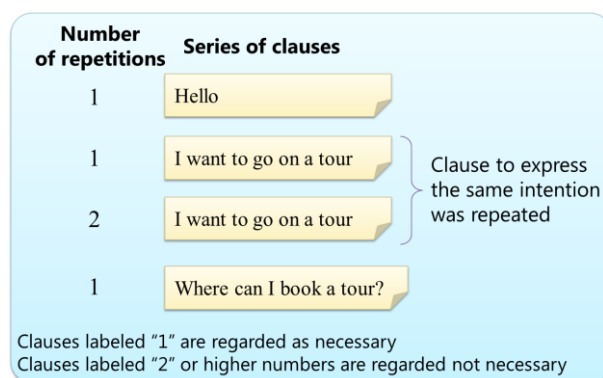 Number
of repetitions
Series of clauses
1
Hello
1
I want to go on a tour
2
I want to go on a tour
Clause to express
the same intention
was repeated
1
Where can I book a tour?
Clauses labeled “1” are regarded as necessary
Clauses labeled “2” or higher numbers are regarded not necessary